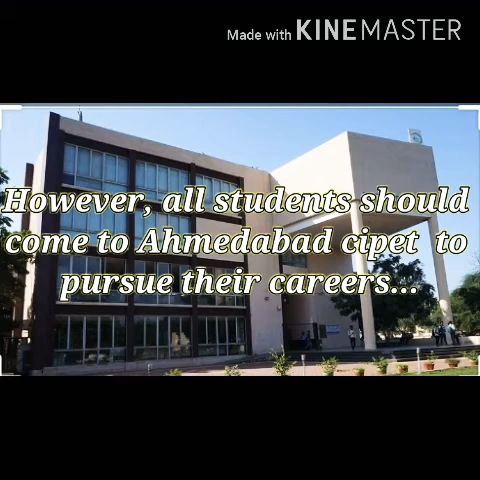 Made with KINEMASTER
However, all students should
come to Ahmedabad cipet to
pursue their careers...